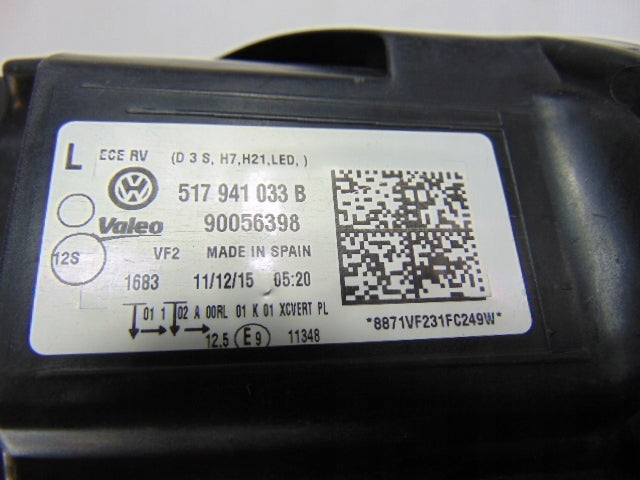 L ECE RV (D 3 S, H7,H21,LED, )
517 941 033 B
Valeo 90056398
12S VF2 MADE IN SPAIN
1683 11/12/15 05:20
01 1 02 A 00RL 01 K 01 XCVERT PL
12,5 E9 11348
*8871VF231FC249W*